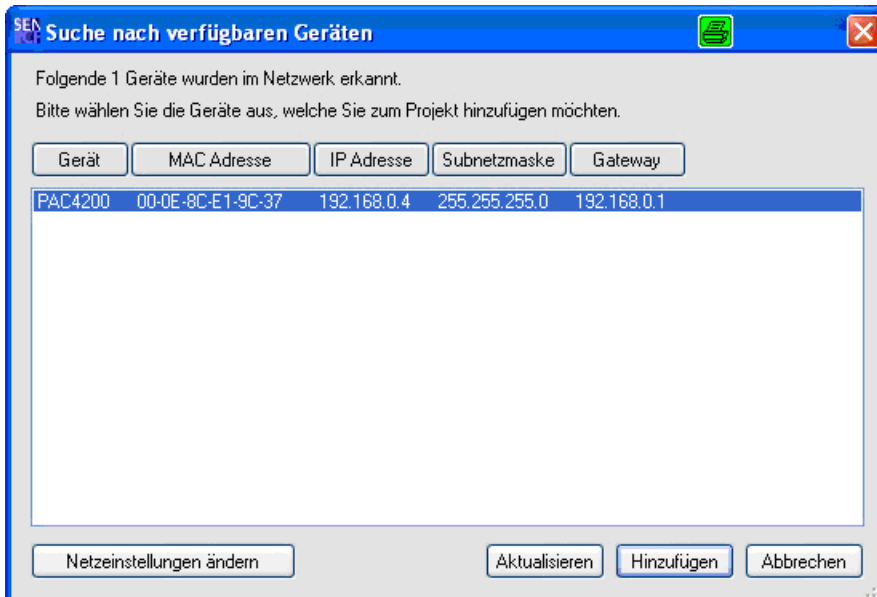 SEN Suche nach verfügbaren Geräten
Folgende 1 Geräte wurden im Netzwerk erkannt.
Bitte wählen Sie die Geräte aus, welche Sie zum Projekt hinzufügen möchten.
Gerät MAC Adresse IP Adresse Subnetzmaske Gateway
PAC4200 00-0E-8C-E1-9C-37 192.168.0.4 255.255.255.0 192.168.0.1
Netzeinstellungen ändern Aktualisieren Hinzufügen Abbrechen